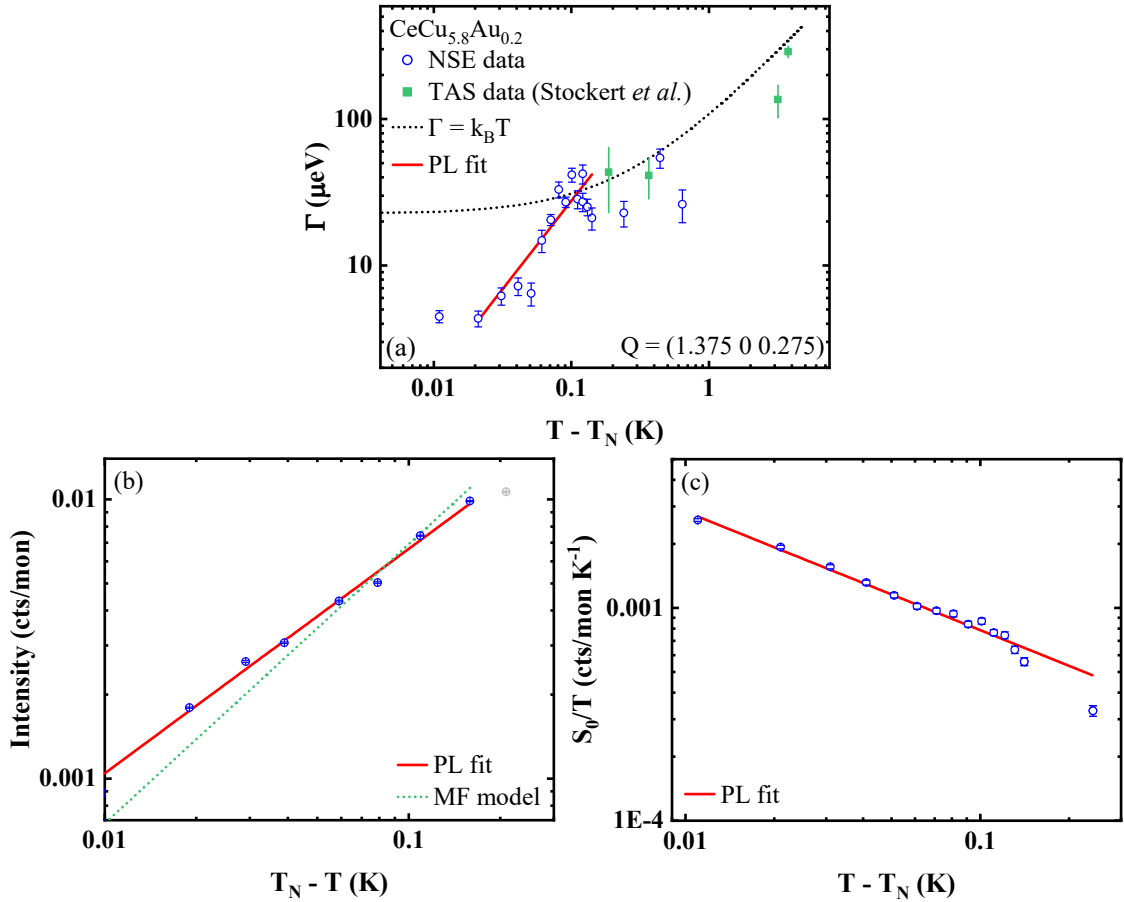 CeCu5.8Au0.2
NSE data
TAS data (Stockert et al.)
Γ = kBT
PL fit
100
10
Γ (μeV)
(a)
Q = (1.375 0 0.275)
0.01
0.1
1
T - TN (K)
(b)
0.01
0.001
Intensity (cts/mon)
PL fit
MF model
0.01
0.1
TN - T (K)
(c)
0.001
1E-4
S0/T (cts/mon K-1)
PL fit
0.01
0.1
T - TN (K)